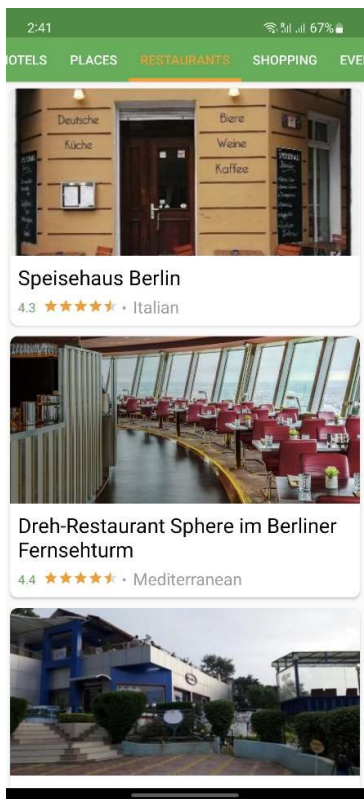 2:41
67%
OTELS PLACES RESTAURANTS SHOPPING EVE
Deutsche
Küche
Biere
Weine
Kaffee
Speisehaus Berlin
4.3 • Italian
Dreh-Restaurant Sphere im Berliner
Fernsehturm
4.4 • Mediterranean